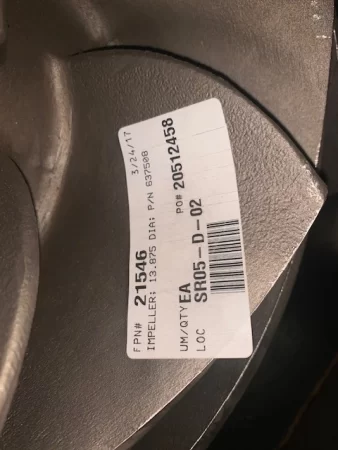 3/24/17
FPN# 21546
IMPELLER; 13.875 DIA; P/N 637508
PO# 20512458
UM/QTY EA
LOC SR05-D-02